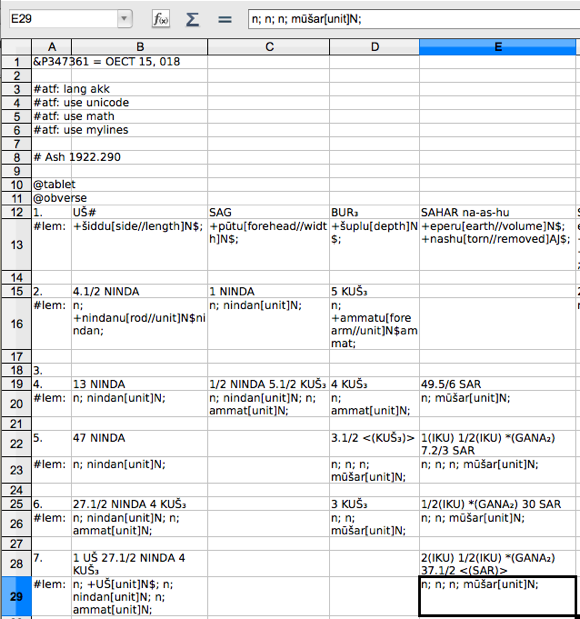 E29
f(x) Σ = n; n; n; mūšar[unit]N;
A B C D E
1 &P347361 = OECT 15, 018
2
3 #atf: lang akk
4 #atf: use unicode
5 #atf: use math
6 #atf: use mylines
7
8 # Ash 1922.290
9
10 @tablet
11 @obverse
12 1. UŠ# SAG BUR₃ SAHAR na-as-hu
13 #lem: +šiddu[side//length]N$; +pūtu[forehead//widt +šuplu[depth]N +eperu[earth//volume]N$;
h]N$; $; +nashu[torn//removed]AJ$;
14
15 2. 4.1/2 NINDA 1 NINDA 5 KUŠ₃
16 #lem: n; n; nindan[unit]N; n;
+nindanu[rod//unit]N$ni +ammatu[fore
ndan; arm//unit]N$am
mat;
17
18 3.
19 4. 13 NINDA 1/2 NINDA 5.1/2 KUŠ₃ 4 KUŠ₃ 49.5/6 SAR
20 #lem: n; nindan[unit]N; n; nindan[unit]N; n; n; n; mūšar[unit]N;
ammat[unit]N; ammat[unit]N;
21
22 5. 47 NINDA 3.1/2 <(KUŠ₃)> 1(IKU) 1/2(IKU) *(GANA₂)
7.2/3 SAR
23 #lem: n; nindan[unit]N; n; n; n; n; n; n; mūšar[unit]N;
mūšar[unit]N;
24
25 6. 27.1/2 NINDA 4 KUŠ₃ 3 KUŠ₃ 1/2(IKU) *(GANA₂) 30 SAR
26 #lem: n; nindan[unit]N; n; n; n; n; n; mūšar[unit]N;
ammat[unit]N; mūšar[unit]N;
27
28 7. 1 UŠ 27.1/2 NINDA 4 2(IKU) 1/2(IKU) *(GANA₂)
KUŠ₃ 37.1/2 <(SAR)>
29 #lem: n; +UŠ[unit]N$; n; n; n; n; mūšar[unit]N;
nindan[unit]N; n;
ammat[unit]N;